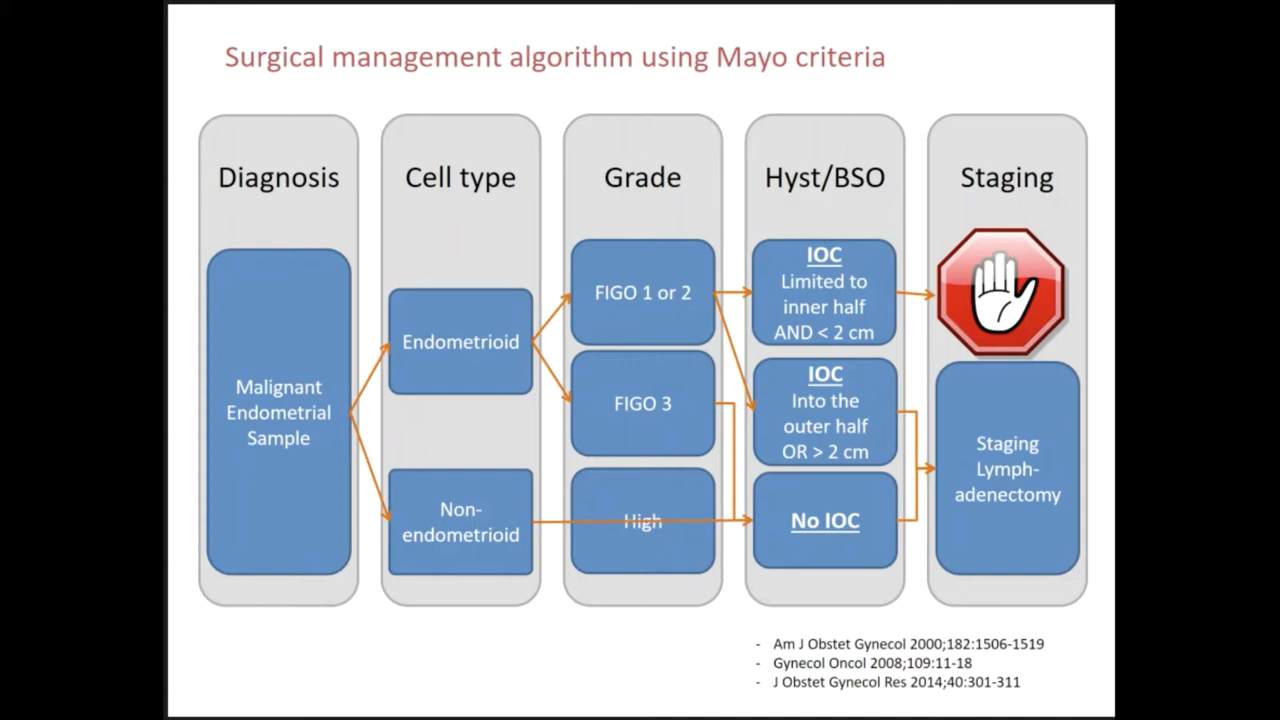 Surgical management algorithm using Mayo criteria
Diagnosis
Malignant
Endometrial
Sample
Cell type
Endometrioid
Non-
endometrioid
Grade
FIGO 1 or 2
FIGO 3
High
Hyst/BSO
IOC
Limited to
inner half
AND < 2 cm
IOC
Into the
outer half
OR > 2 cm
No IOC
Staging
Staging
Lymph-
adenectomy
- Am J Obstet Gynecol 2000;182:1506-1519
- Gynecol Oncol 2008;109:11-18
- J Obstet Gynecol Res 2014;40:301-311